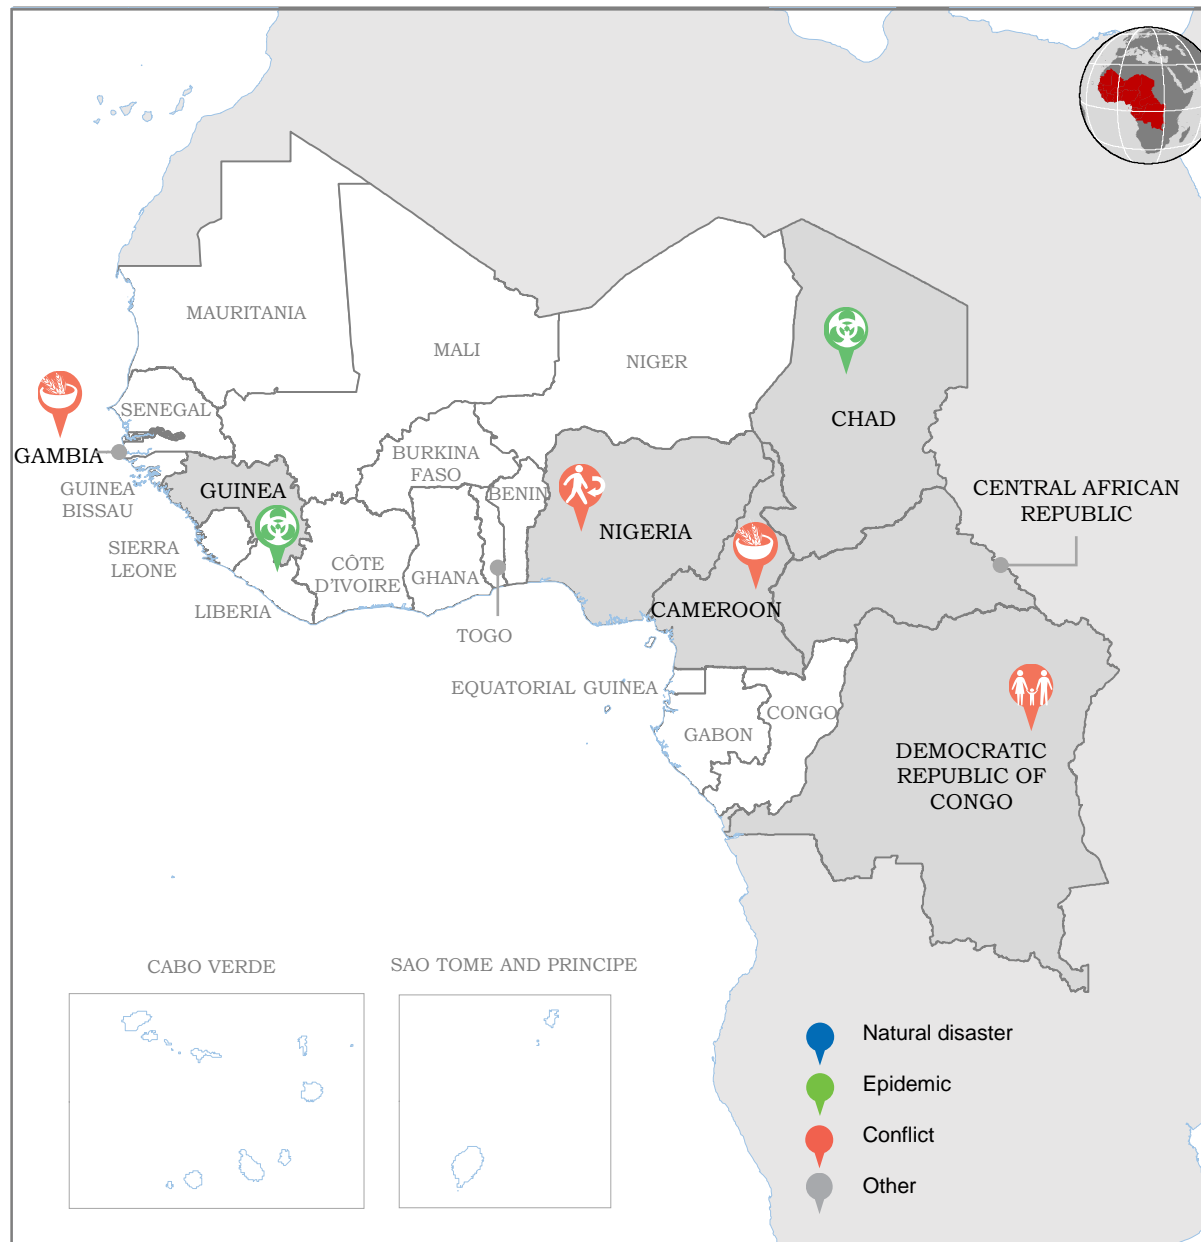 MAURITANIA
MALI
NIGER
CHAD
SENEGAL
GAMBIA
BURKINA
FASO
GUINEA
BISSAU
GUINEA
BENIN
NIGERIA
CENTRAL AFRICAN
REPUBLIC
SIERRA
LEONE
CÔTE
D'IVOIRE
GHANA
LIBERIA
CAMEROON
TOGO
EQUATORIAL GUINEA
CONGO
GABON
DEMOCRATIC
REPUBLIC OF
CONGO
CABO VERDE
SAO TOME AND PRINCIPE
Natural disaster
Epidemic
Conflict
Other